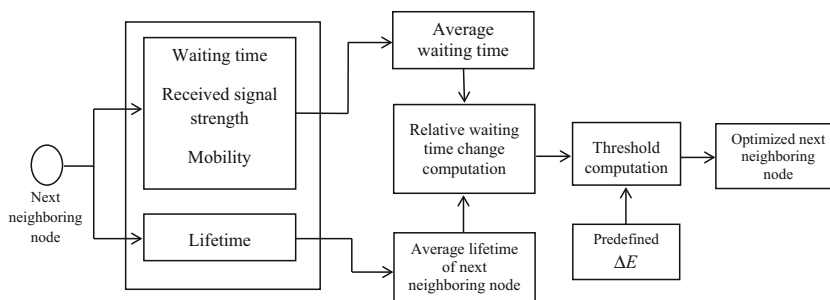 Next
neighboring
node
Waiting time
Received signal
strength
Mobility
Lifetime
Average
waiting time
Relative waiting
time change
computation
Average lifetime
of next
neighboring node
Threshold
computation
Predefined
ΔE
Optimized next
neighboring
node